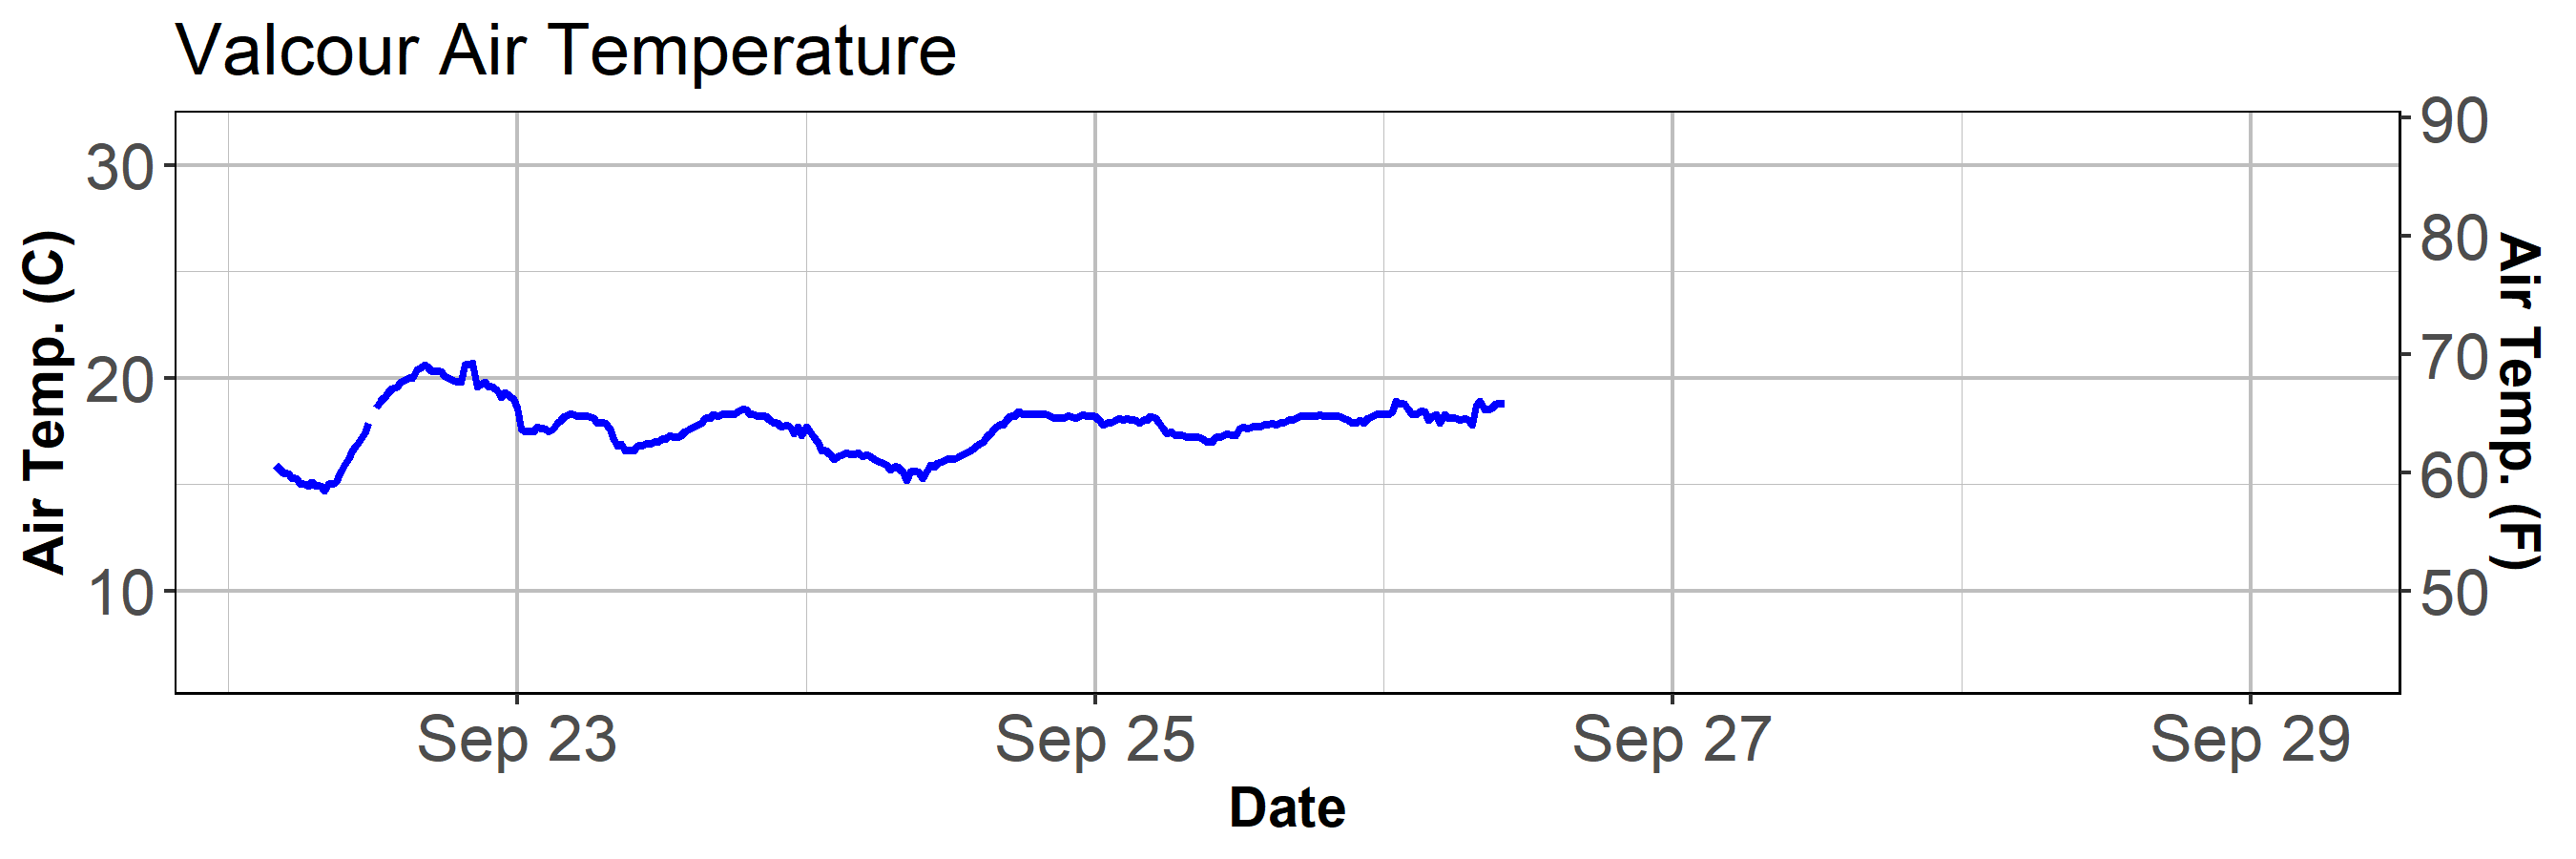 Valcour Air Temperature
Air Temp. (C)
30
20
10
90
80
70
60
50
Air Temp. (F)
Sep 23
Sep 25
Sep 27
Sep 29
Date